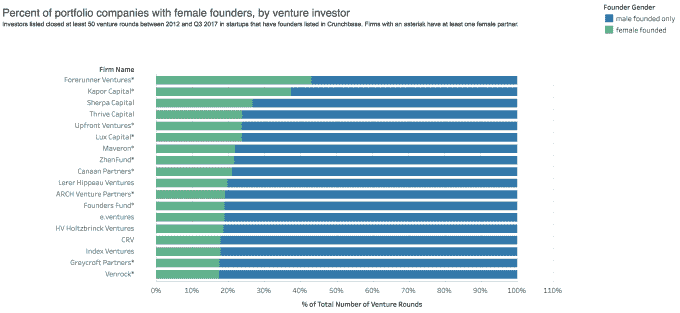 Percent of portfolio companies with female founders, by venture investor
Investors listed closed at least 50 venture rounds between 2012 and Q3 2017 in startups that have founders listed in Crunchbase. Firms with an asterisk have at least one female partner.
Founder Gender
male founded only
female founded
Firm Name
Forerunner Ventures*
Kapor Capital*
Sherpa Capital
Thrive Capital
Upfront Ventures*
Lux Capital*
Maveron*
ZhenFund*
Canaan Partners*
Lerer Hippeau Ventures
ARCH Venture Partners*
Founders Fund*
e.ventures
HV Holtzbrinck Ventures
CRV
Index Ventures
Greycroft Partners*
Venrock*
0% 10% 20% 30% 40% 50% 60% 70% 80% 90% 100% 110%
% of Total Number of Venture Rounds